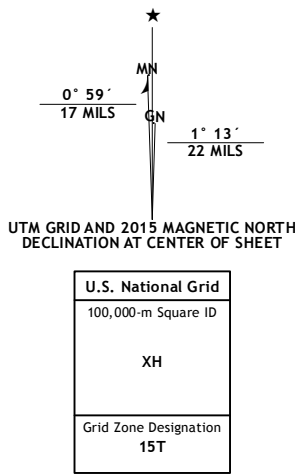 ★
MN
0° 59´
17 MILS
GN
1° 13´
22 MILS
UTM GRID AND 2015 MAGNETIC NORTH
DECLINATION AT CENTER OF SHEET
U.S. National Grid
100,000-m Square ID
XH
Grid Zone Designation
15T